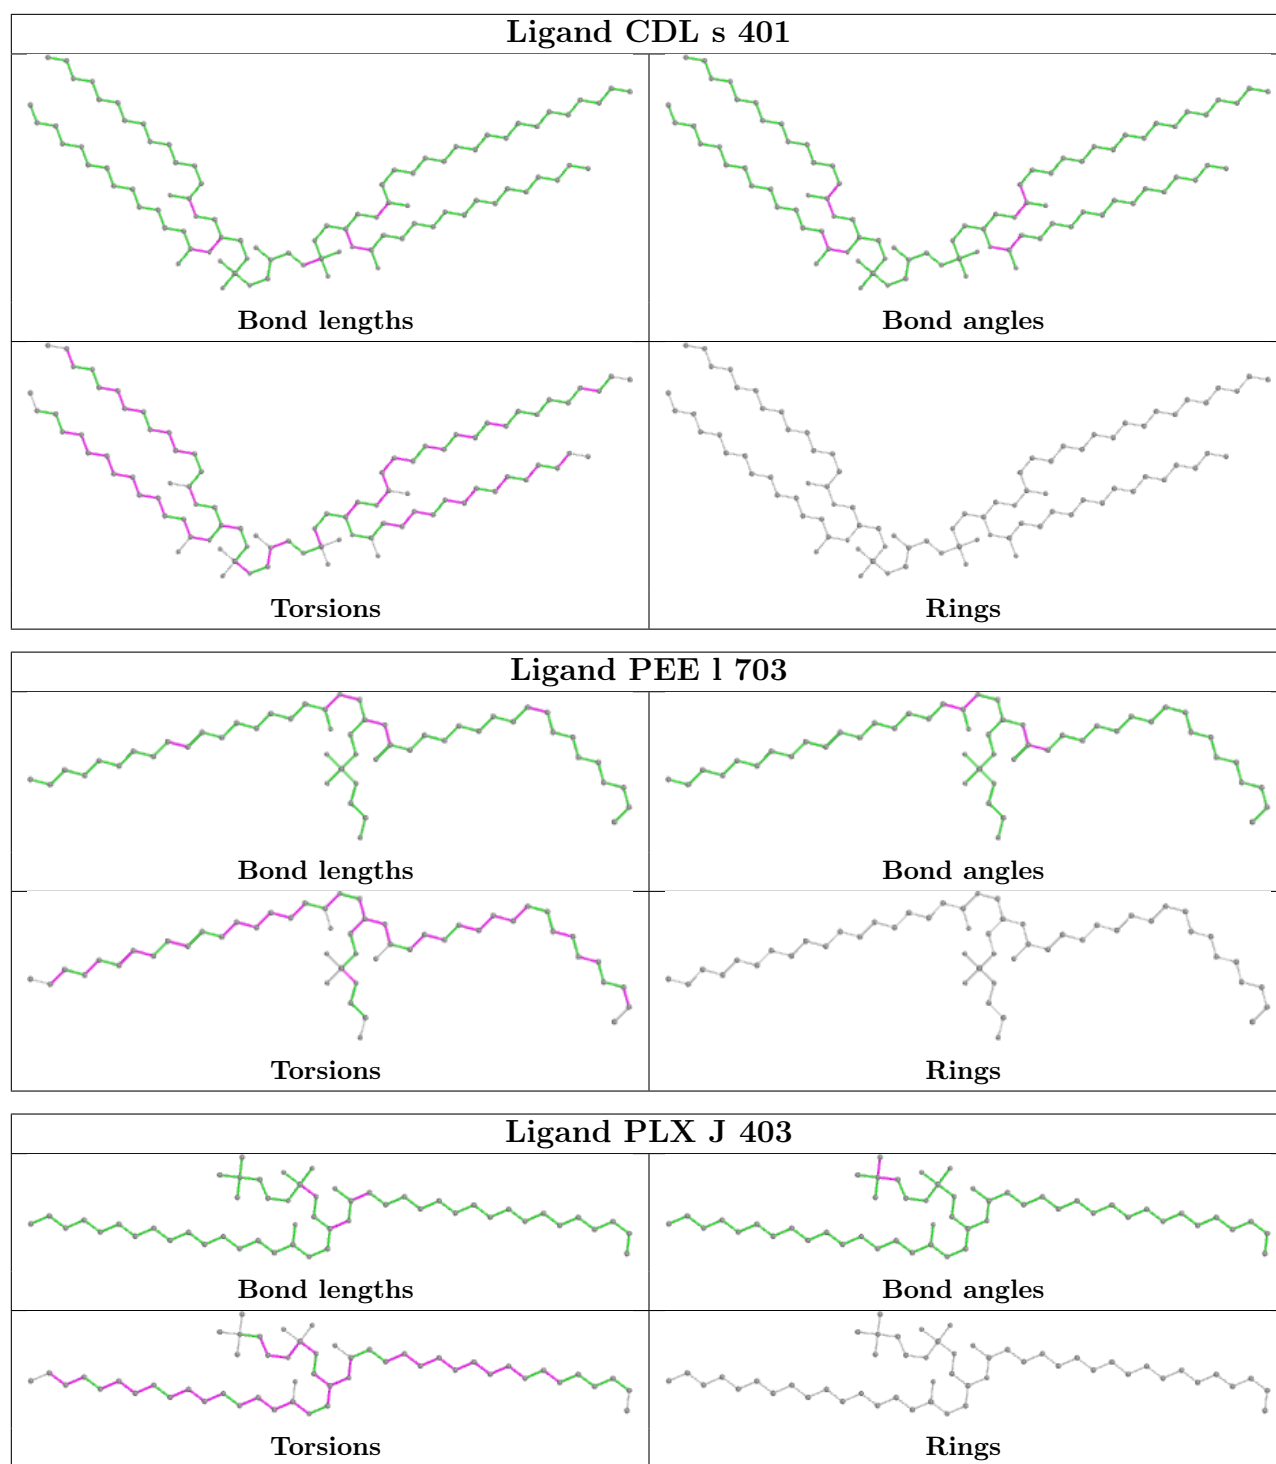 Ligand CDL s 401
Bond lengths
Bond angles
Torsions
Rings
Ligand PEE l 703
Bond lengths
Bond angles
Torsions
Rings
Ligand PLX J 403
Bond lengths
Bond angles
Torsions
Rings